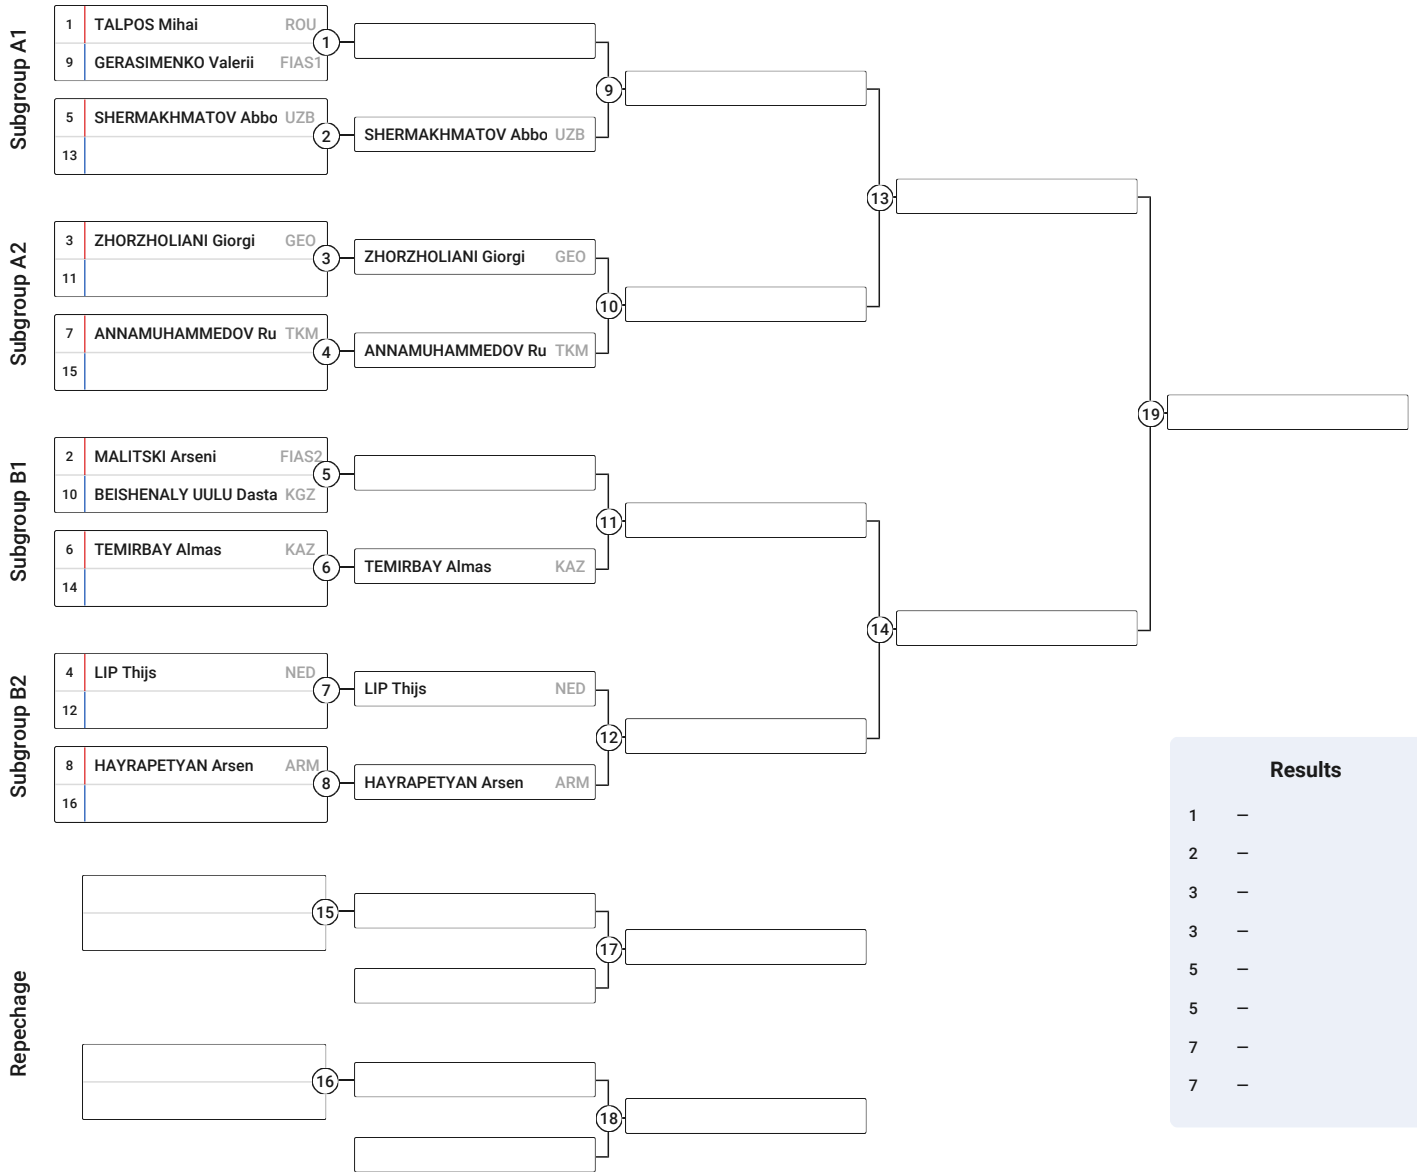 Subgroup A1
1 TALPOS Mihai ROU
9 GERASIMENKO Valerii FIAS1
1
5 SHERMAKHMATOV Abbo UZB
13
2
SHERMAKHMATOV Abbo UZB
9
Subgroup A2
3 ZHORZHOLIANI Giorgi GEO
11
3
ZHORZHOLIANI Giorgi GEO
7 ANNAMUHAMMEDOV Ru TKM
15
4
ANNAMUHAMMEDOV Ru TKM
10
13
Subgroup B1
2 MALITSKI Arseni FIAS2
10 BEISHENALY UULU Dasta KGZ
5
6 TEMIRBAY Almas KAZ
14
6
TEMIRBAY Almas KAZ
11
Subgroup B2
4 LIP Thijs NED
12
7
LIP Thijs NED
8 HAYRAPETYAN Arsen ARM
16
8
HAYRAPETYAN Arsen ARM
12
14
19
Repechage
15
17
16
18
Results
1 –
2 –
3 –
3 –
5 –
5 –
7 –
7 –